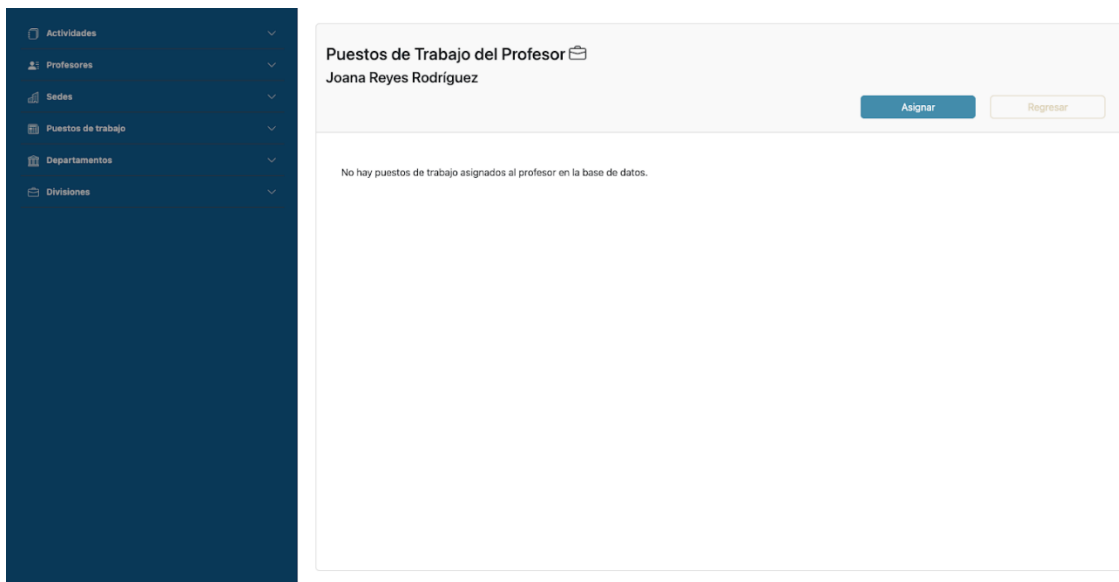 Actividades
Profesores
Sedes
Puestos de trabajo
Departamentos
Divisiones
Puestos de Trabajo del Profesor
Joana Reyes Rodríguez
Asignar
Regresar
No hay puestos de trabajo asignados al profesor en la base de datos.